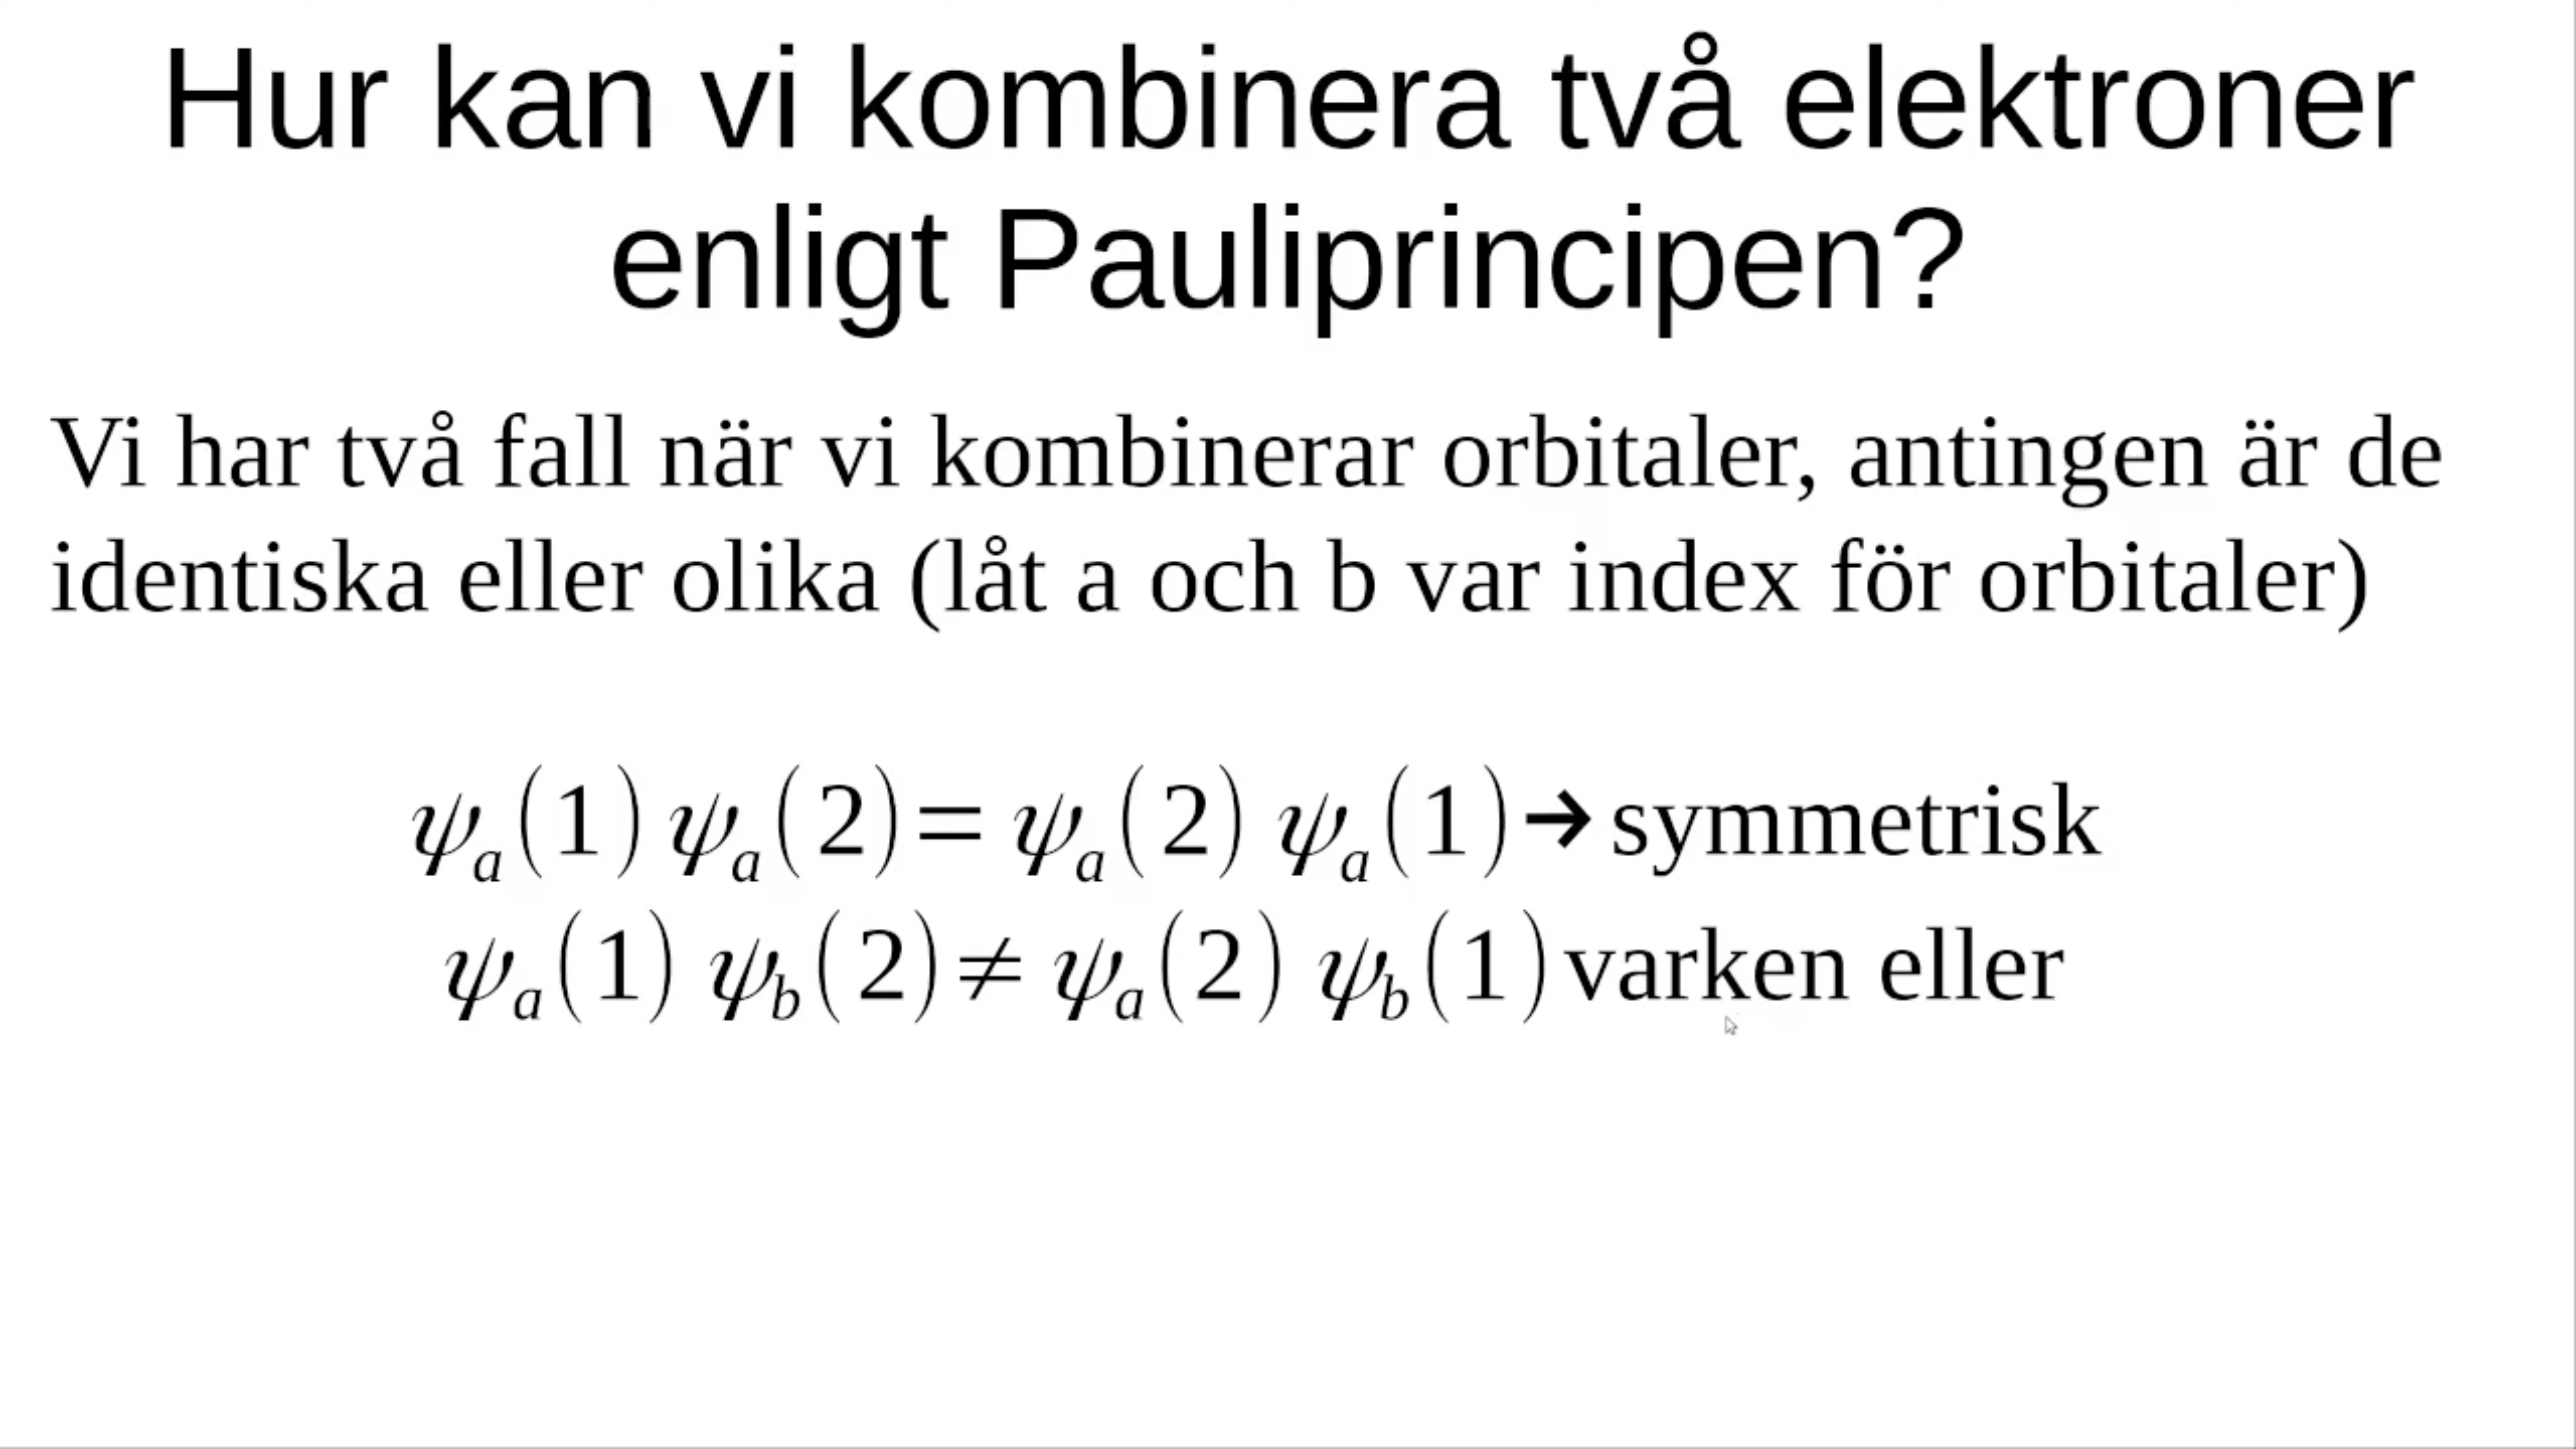 Hur kan vi kombinera två elektroner
enligt Pauliprincipen?
Vi har två fall när vi kombinerar orbitaler, antingen är de
identiska eller olika (låt a och b var index för orbitaler)
ψₐ(1) ψₐ(2) = ψₐ(2) ψₐ(1) → symmetrisk
ψₐ(1) ψ_b(2) ≠ ψₐ(2) ψ_b(1) varken eller